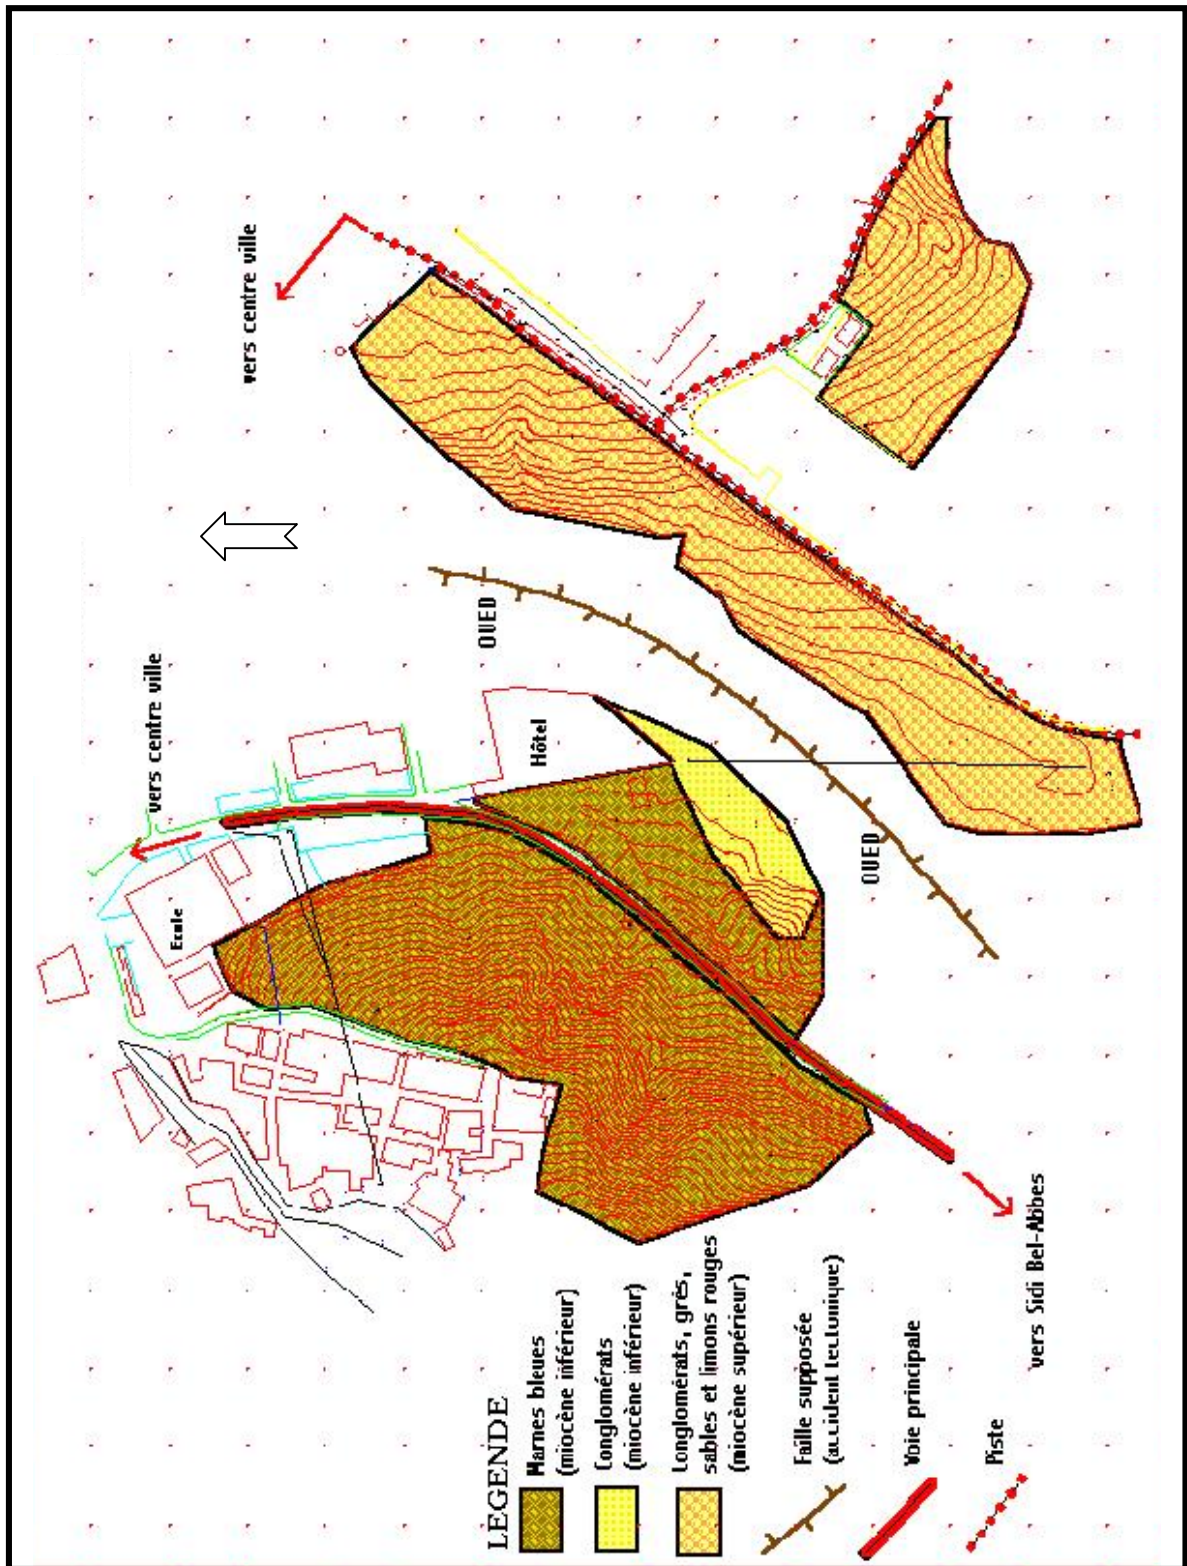 vers centre ville
vers centre ville
OUED
Hôtel
Ecole
OUED
vers Sidi Bel-Abbes
LEGENDE
Marnes bleues
(miocène inférieur)
Conglomérats
(miocène inférieur)
Conglomérats, grès,
sables et limons rouges
(miocène supérieur)
Faille supposée
(accident tectonique)
Voie principale
Piste